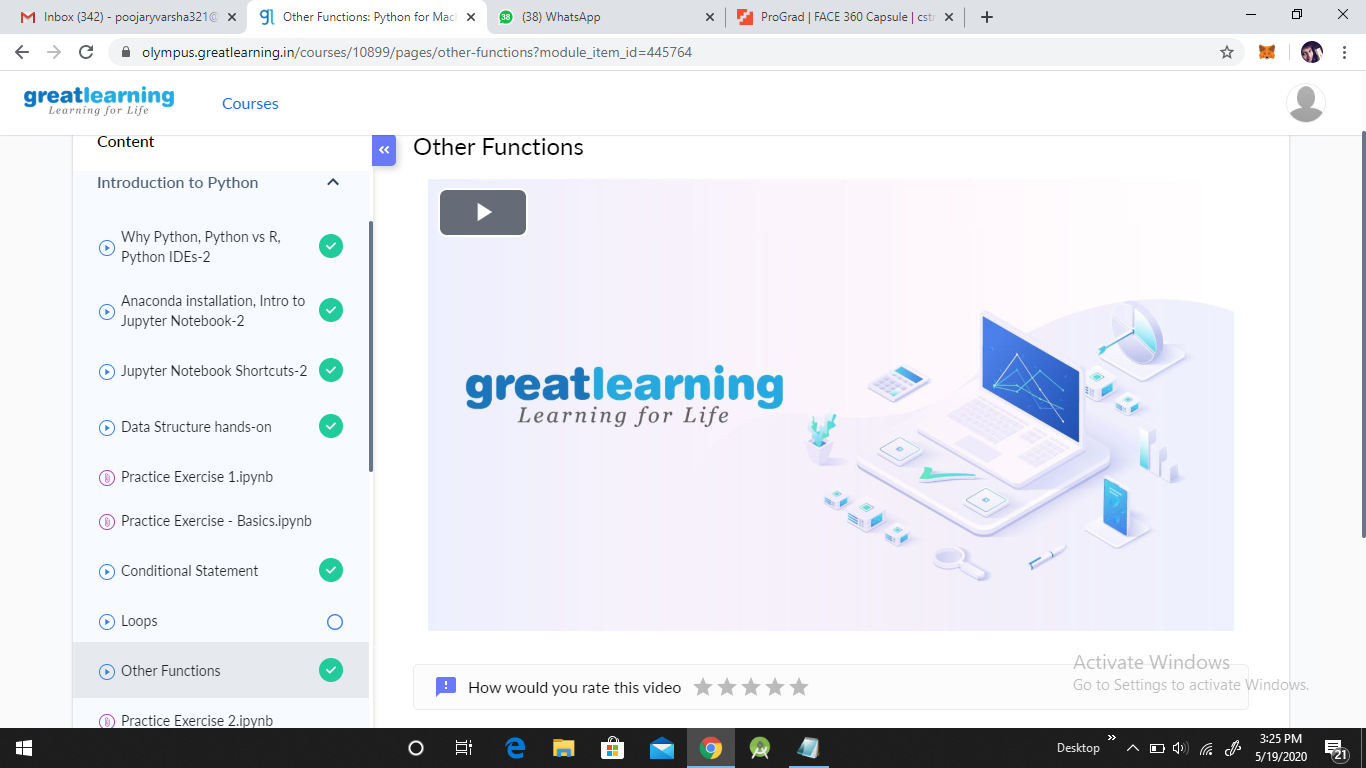 Inbox (342) - poojaryvarsha321@
Other Functions: Python for Mach
(38) WhatsApp
ProGrad | FACE 360 Capsule | cstr
olympus.greatlearning.in/courses/10899/pages/other-functions?module_item_id=445764
greatlearning
Learning for Life
Courses
Content
Introduction to Python
Why Python, Python vs R,
Python IDEs-2
Anaconda installation, Intro to
Jupyter Notebook-2
Jupyter Notebook Shortcuts-2
Data Structure hands-on
Practice Exercise 1.ipynb
Practice Exercise - Basics.ipynb
Conditional Statement
Loops
Other Functions
Practice Exercise 2.ipynb
Other Functions
greatlearning
Learning for Life
How would you rate this video
Activate Windows
Go to Settings to activate Windows.
Desktop
3:25 PM
5/19/2020
21